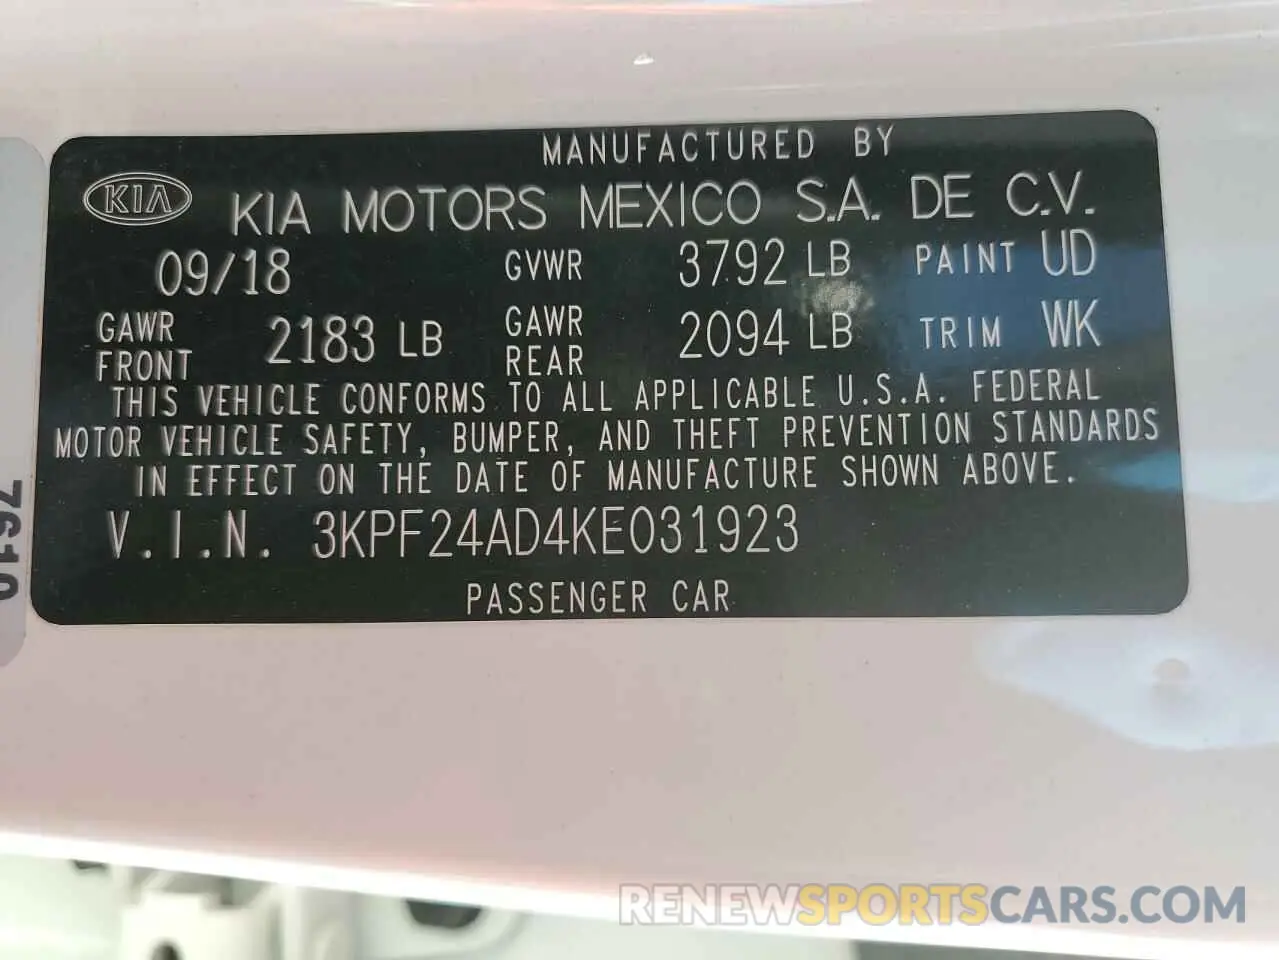 MANUFACTURED BY
KIA KIA MOTORS MEXICO S.A. DE C.V.
09/18 GVWR 3792 LB PAINT UD
GAWR FRONT 2183 LB GAWR REAR 2094 LB TRIM WK
THIS VEHICLE CONFORMS TO ALL APPLICABLE U.S.A. FEDERAL
MOTOR VEHICLE SAFETY, BUMPER, AND THEFT PREVENTION STANDARDS
IN EFFECT ON THE DATE OF MANUFACTURE SHOWN ABOVE.
V.I.N. 3KPF24AD4KE031923
PASSENGER CAR
RENEWSPORTSCARS.COM